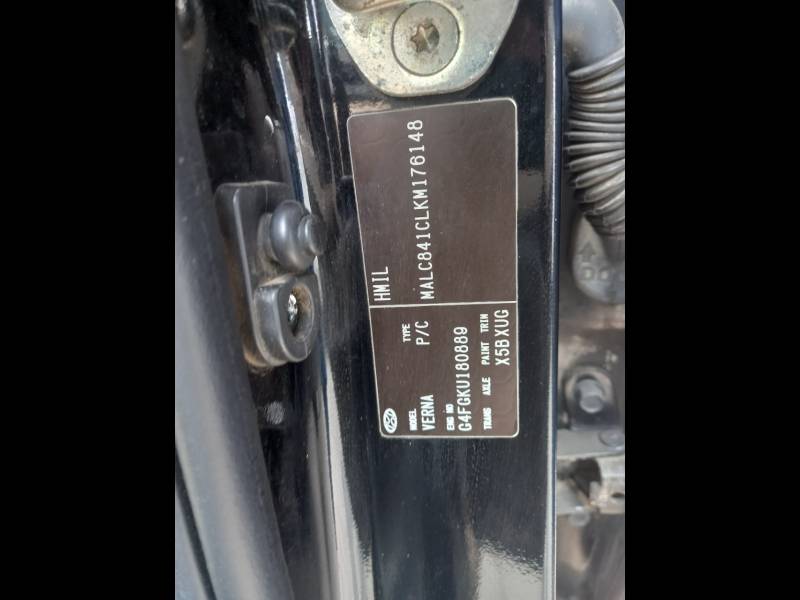 HMIL
MALC841CLKM176148
MODEL TYPE
VERNA P/C
ENG NO
G4FGKU180889
TRANS AXLE PAINT TRIM
X5B XUG